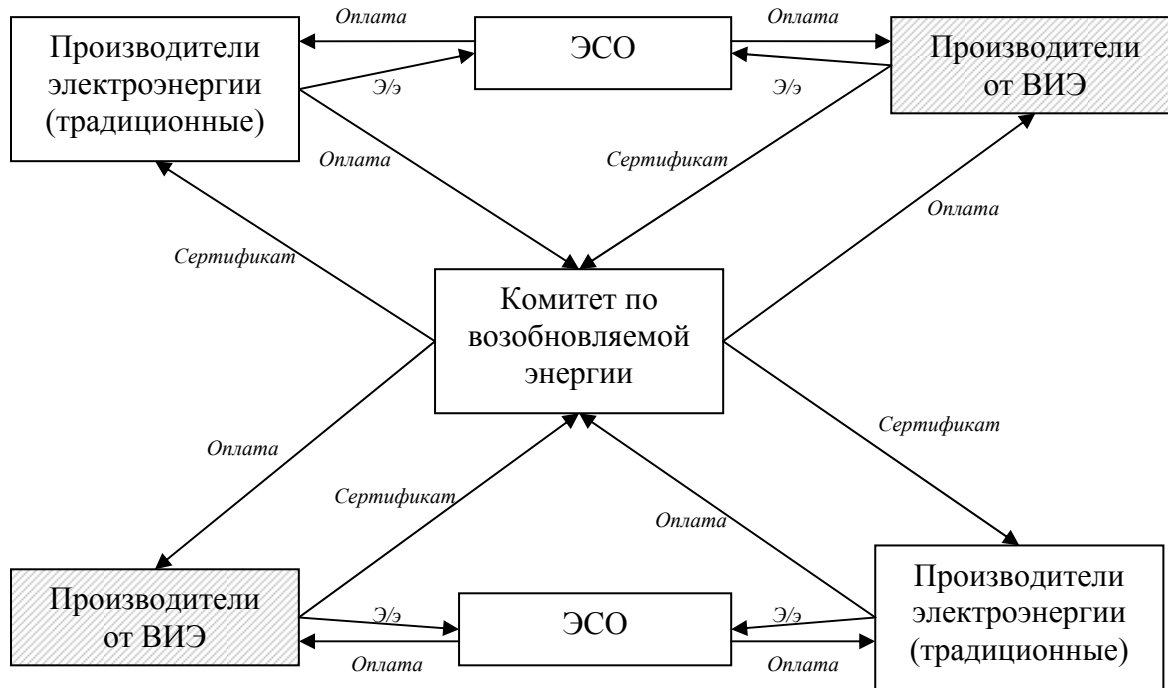 Оплата
Оплата
Производители
электроэнергии
(традиционные)
ЭСО
Производители
от ВИЭ
Э/э
Э/э
Оплата
Сертификат
Оплата
Сертификат
Комитет по
возобновляемой
энергии
Оплата
Сертификат
Сертификат
Оплата
Производители
от ВИЭ
Э/э
ЭСО
Э/э
Оплата
Оплата
Производители
электроэнергии
(традиционные)